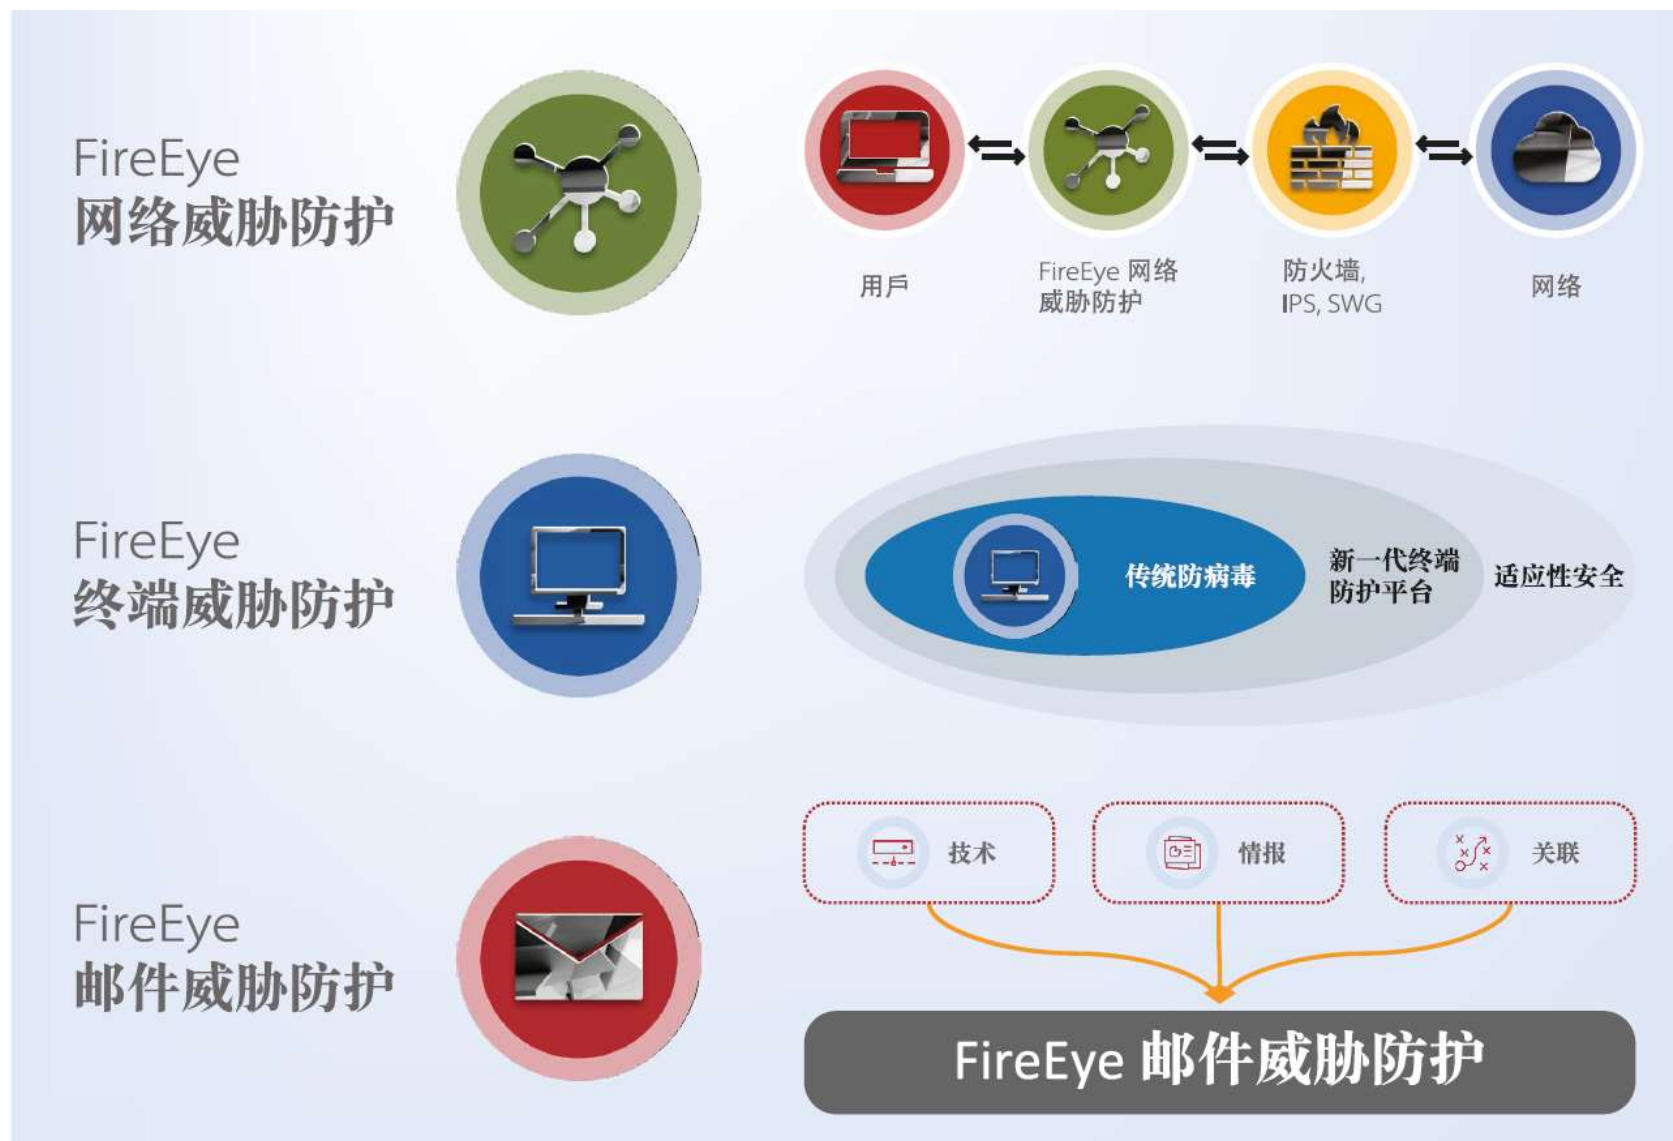 FireEye
网络威胁防护
用戶
FireEye 网络
威胁防护
防火墙,
IPS, SWG
网络
FireEye
终端威胁防护
传统防病毒
新一代终端
防护平台
适应性安全
FireEye
邮件威胁防护
技术
情报
关联
FireEye 邮件威胁防护